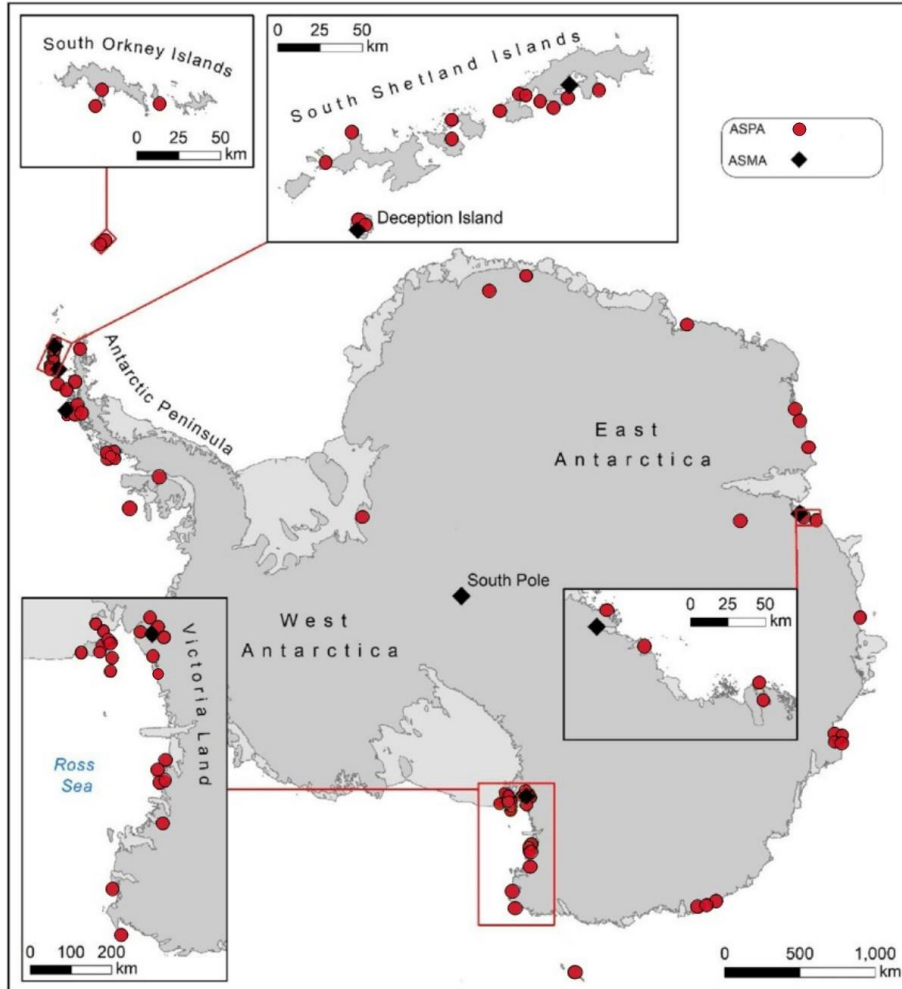 South Orkney Islands
0 25 50
km
0 25 50
km
South Shetland Islands
Deception Island
ASPA
ASMA
Antarctic Peninsula
East
Antarctica
South Pole
West
Antarctica
0 25 50
km
Victoria Land
Ross
Sea
0 100 200
km
0 500 1,000
km